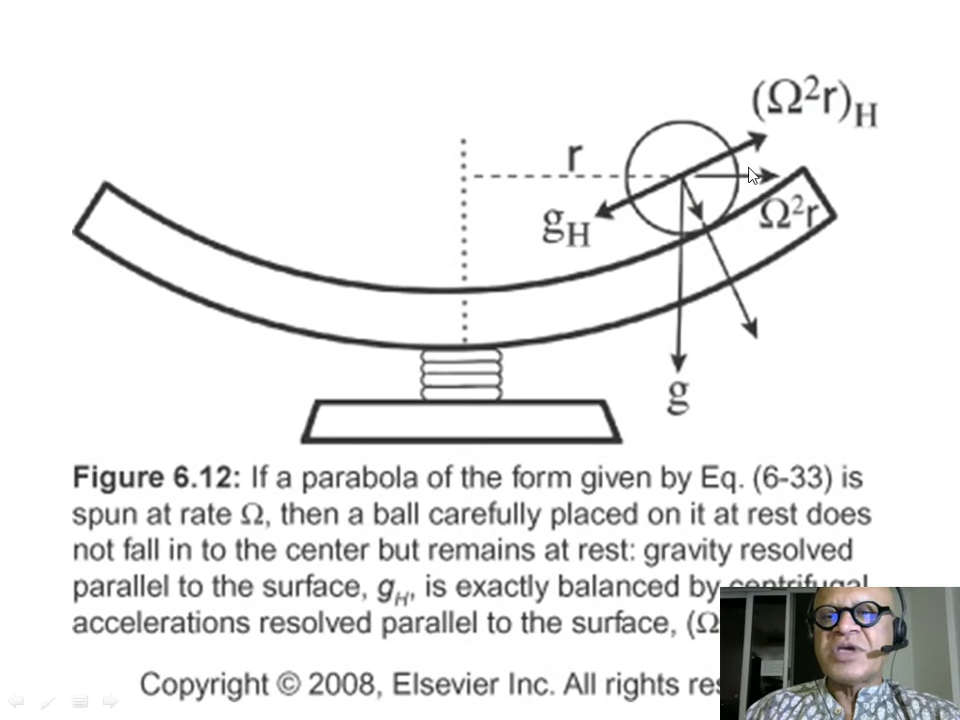 (Ω²r)H
r
gH
Ω²r
g
Figure 6.12: If a parabola of the form given by Eq. (6-33) is
spun at rate Ω, then a ball carefully placed on it at rest does
not fall in to the center but remains at rest: gravity resolved
parallel to the surface, gH, is exactly balanced by centrifugal
accelerations resolved parallel to the surface, (Ω
Copyright © 2008, Elsevier Inc. All rights